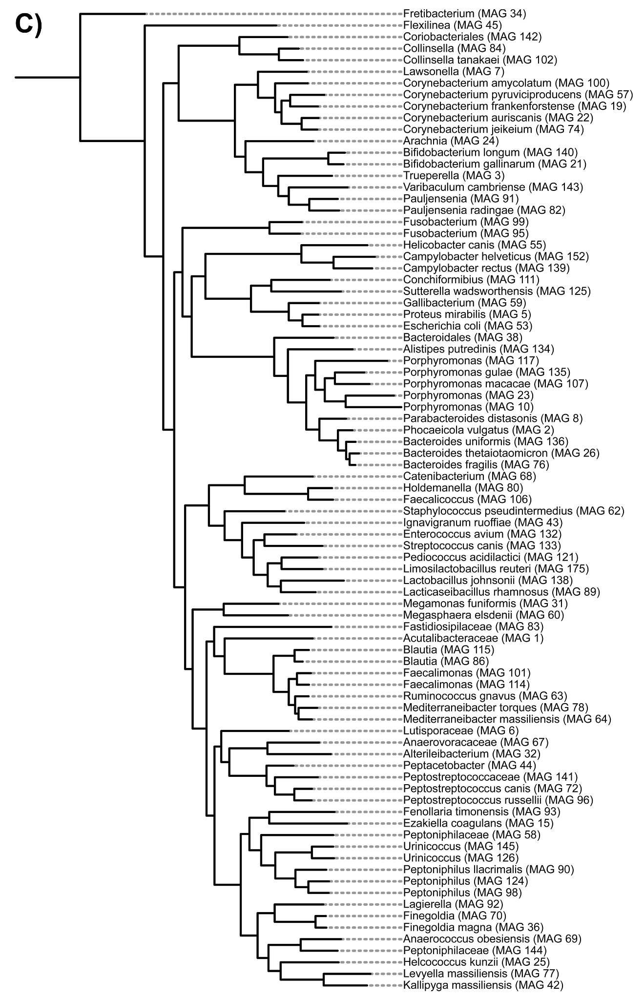 C)
Fretibacterium (MAG 34)
Flexilinea (MAG 45)
Coriobacteriales (MAG 142)
Collinsella (MAG 84)
Collinsella tanakaei (MAG 102)
Lawsonella (MAG 7)
Corynebacterium amycolatum (MAG 100)
Corynebacterium pyruviciproducens (MAG 57)
Corynebacterium frankenforstense (MAG 19)
Corynebacterium auriscanis (MAG 22)
Corynebacterium jeikeium (MAG 74)
Arachnia (MAG 24)
Bifidobacterium longum (MAG 140)
Bifidobacterium gallinarum (MAG 21)
Trueperella (MAG 3)
Varibaculum cambriense (MAG 143)
Pauljensenia (MAG 91)
Pauljensenia radingae (MAG 82)
Fusobacterium (MAG 99)
Fusobacterium (MAG 95)
Helicobacter canis (MAG 55)
Campylobacter helveticus (MAG 152)
Campylobacter rectus (MAG 139)
Conchiformibius (MAG 111)
Sutterella wadsworthensis (MAG 125)
Gallibacterium (MAG 59)
Proteus mirabilis (MAG 5)
Escherichia coli (MAG 53)
Bacteroidales (MAG 38)
Alistipes putredinis (MAG 134)
Porphyromonas (MAG 117)
Porphyromonas gulae (MAG 135)
Porphyromonas macacae (MAG 107)
Porphyromonas (MAG 23)
Porphyromonas (MAG 10)
Parabacteroides distasonis (MAG 8)
Phocaeicola vulgatus (MAG 2)
Bacteroides uniformis (MAG 136)
Bacteroides thetaiotaomicron (MAG 26)
Bacteroides fragilis (MAG 76)
Catenibacterium (MAG 68)
Holdemanella (MAG 80)
Faecalicoccus (MAG 106)
Staphylococcus pseudintermedius (MAG 62)
Ignavigranum ruoffiae (MAG 43)
Enterococcus avium (MAG 132)
Streptococcus canis (MAG 133)
Pediococcus acidilactici (MAG 121)
Limosilactobacillus reuteri (MAG 175)
Lactobacillus johnsonii (MAG 138)
Lacticaseibacillus rhamnosus (MAG 89)
Megamonas funiformis (MAG 31)
Megasphaera elsdenii (MAG 60)
Fastidiosipilaceae (MAG 83)
Acutalibacteraceae (MAG 1)
Blautia (MAG 115)
Blautia (MAG 86)
Faecalimonas (MAG 101)
Faecalimonas (MAG 114)
Ruminococcus gnavus (MAG 63)
Mediterraneibacter torques (MAG 78)
Mediterraneibacter massiliensis (MAG 64)
Lutisporaceae (MAG 6)
Anaerovoracaceae (MAG 67)
Alterileibacterium (MAG 32)
Peptacetobacter (MAG 44)
Peptostreptococcaceae (MAG 141)
Peptostreptococcus canis (MAG 72)
Peptostreptococcus russellii (MAG 96)
Fenollaria timonensis (MAG 93)
Ezakiella coagulans (MAG 15)
Peptoniphilaceae (MAG 58)
Urinicoccus (MAG 145)
Urinicoccus (MAG 126)
Peptoniphilus llacrimalis (MAG 90)
Peptoniphilus (MAG 124)
Peptoniphilus (MAG 98)
Lagierella (MAG 92)
Finegoldia (MAG 70)
Finegoldia magna (MAG 36)
Anaerococcus obesiensis (MAG 69)
Peptoniphilaceae (MAG 144)
Helcococcus kunzii (MAG 25)
Levyella massiliensis (MAG 77)
Kallipyga massiliensis (MAG 42)